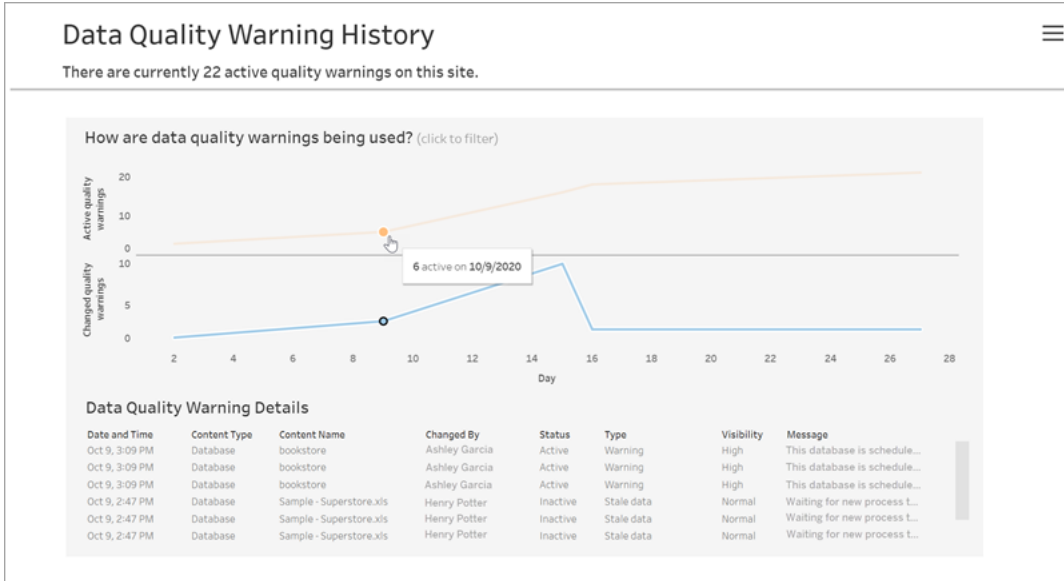 Data Quality Warning History
There are currently 22 active quality warnings on this site.
How are data quality warnings being used? (click to filter)
Active quality
warnings
20
10
0
6 active on 10/9/2020
Changed quality
warnings
10
5
0
2 4 6 8 10 12 14 16 18 20 22 24 26 28
Day
Data Quality Warning Details
Date and Time Content Type Content Name Changed By Status Type Visibility Message
Oct 9, 3:09 PM Database bookstore Ashley Garcia Active Warning High This database is schedule...
Oct 9, 3:09 PM Database bookstore Ashley Garcia Active Warning High This database is schedule...
Oct 9, 3:09 PM Database bookstore Ashley Garcia Active Warning High This database is schedule...
Oct 9, 2:47 PM Database Sample - Superstore.xls Henry Potter Inactive Stale data Normal Waiting for new process t...
Oct 9, 2:47 PM Database Sample - Superstore.xls Henry Potter Inactive Stale data Normal Waiting for new process t...
Oct 9, 2:47 PM Database Sample - Superstore.xls Henry Potter Inactive Stale data Normal Waiting for new process t...